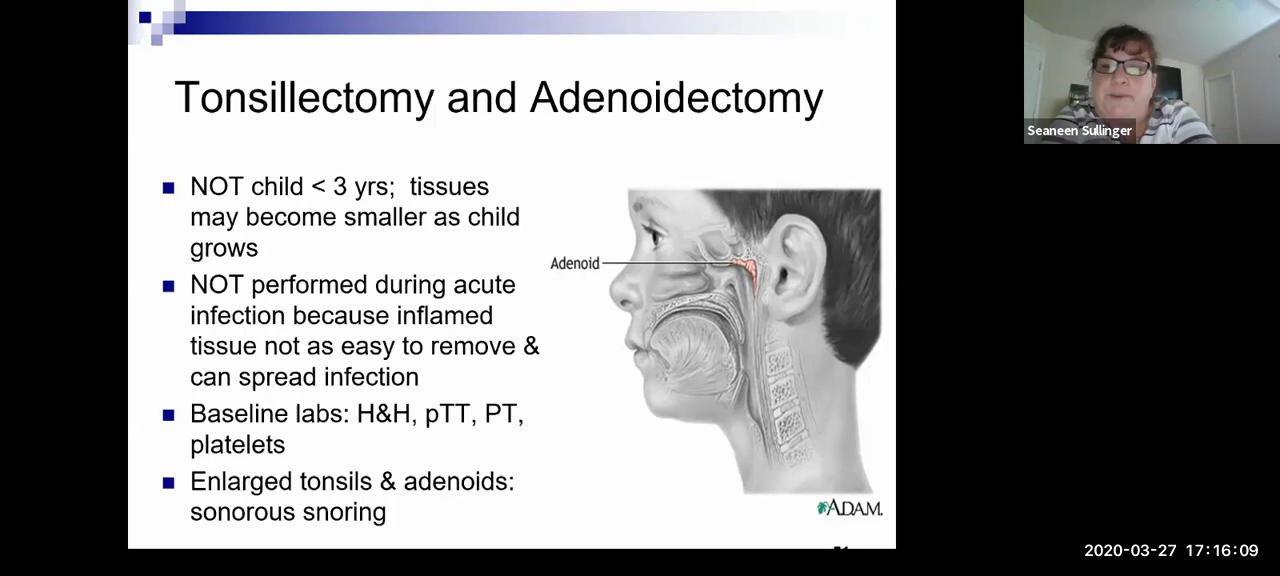 Tonsillectomy and Adenoidectomy
NOT child < 3 yrs; tissues
may become smaller as child
grows
NOT performed during acute
infection because inflamed
tissue not as easy to remove &
can spread infection
Baseline labs: H&H, pTT, PT,
platelets
Enlarged tonsils & adenoids:
sonorous snoring
Adenoid
ADAM.
Seaneen Sullinger
2020-03-27 17:16:09